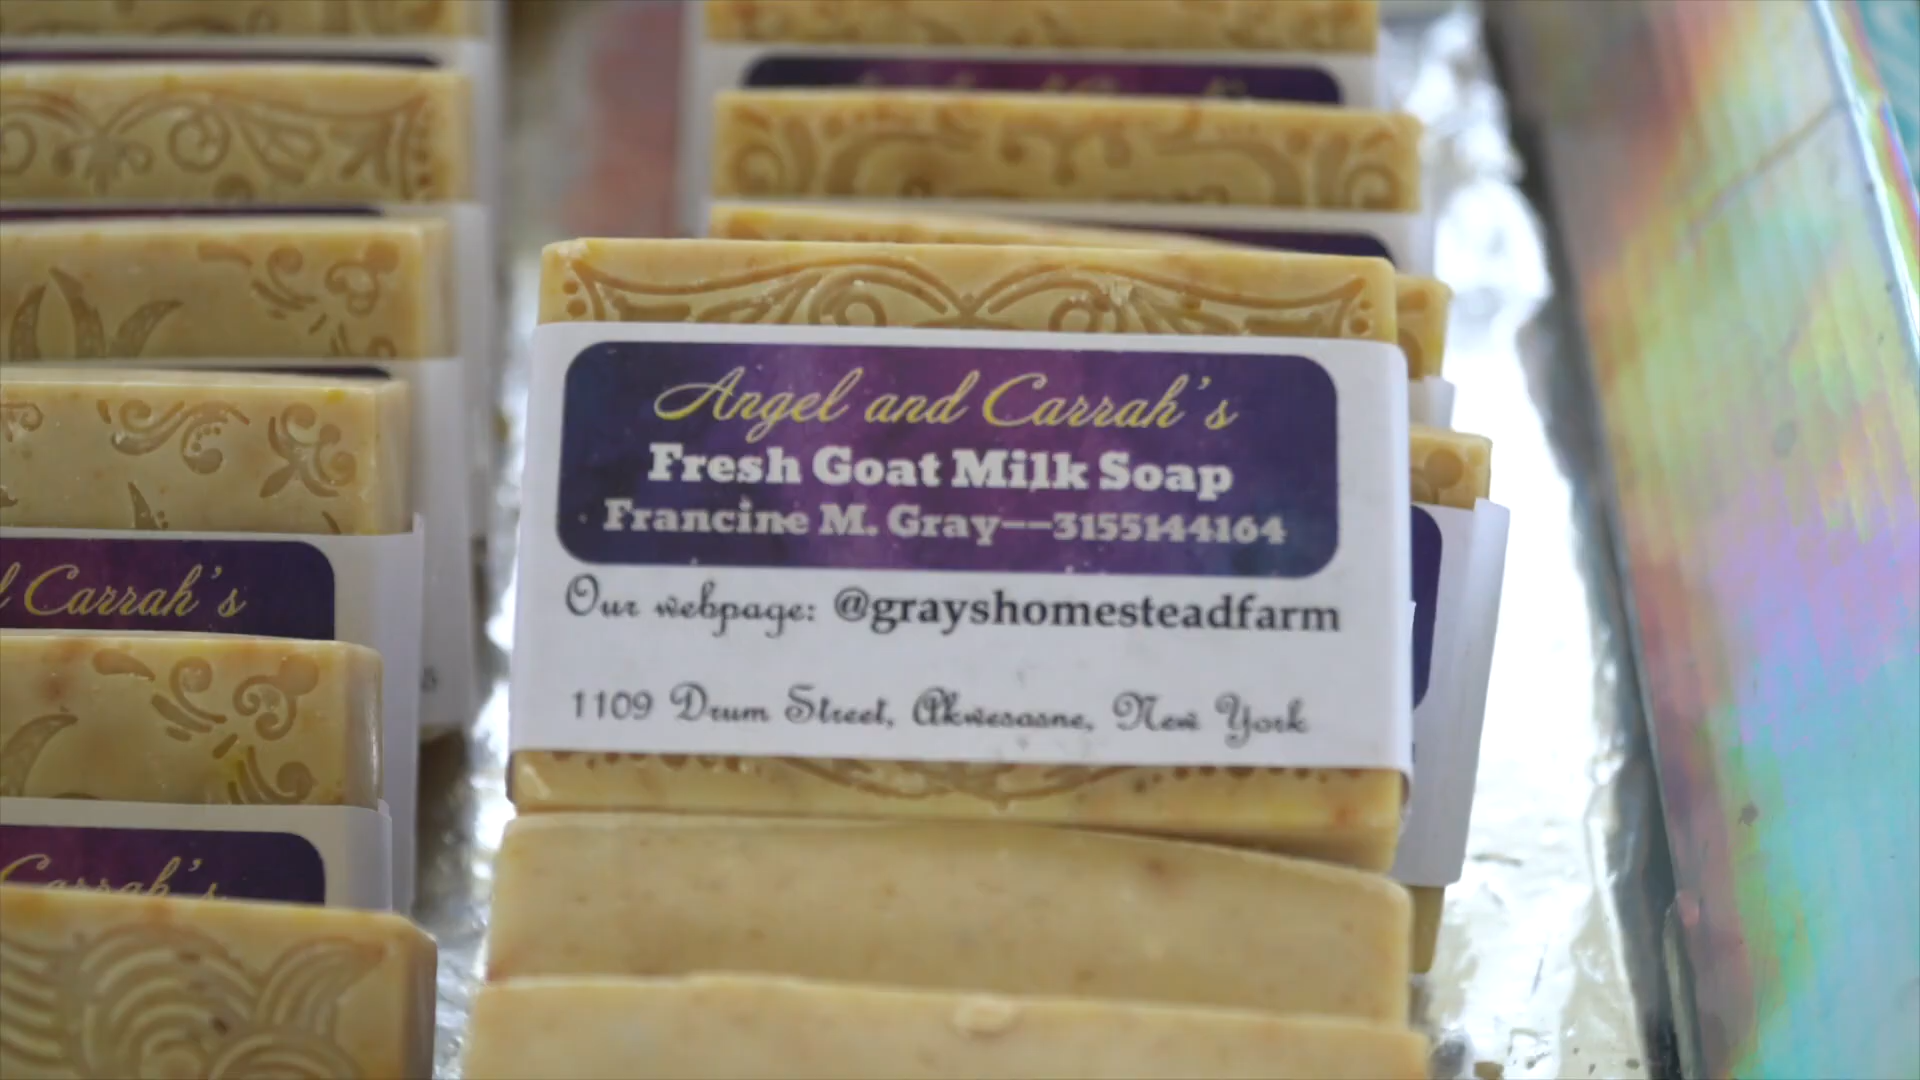 Angel and Carrah's
Fresh Goat Milk Soap
Francine M. Gray--3155144164
Our webpage: @grayshomesteadfarm
1109 Drum Street, Akwesasne, New York
Carrah's
Carrah's